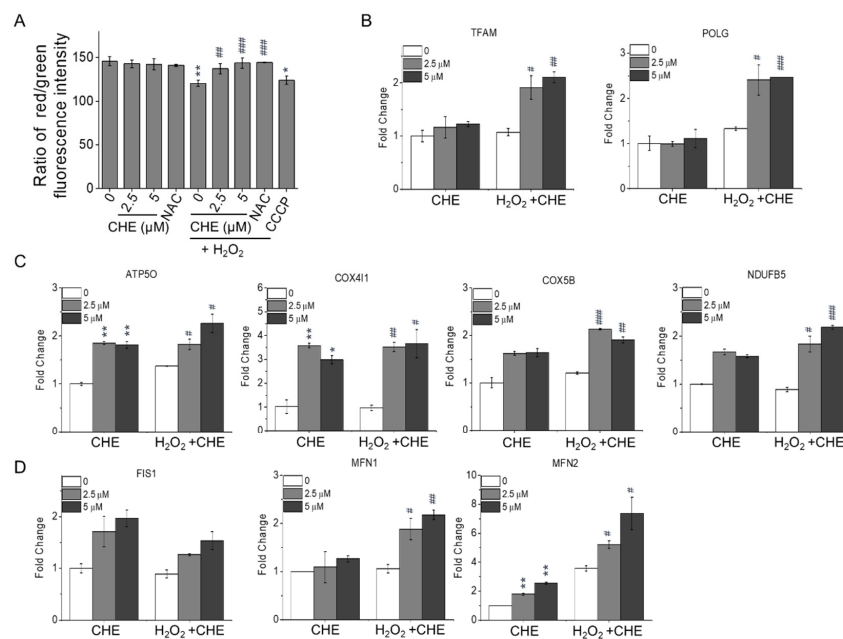 A
Ratio of red/green
fluorescence intensity
200
150
100
50
0
**
##
###
###
*
0
2.5
5
NAC
0
2.5
5
NAC
CCCP
CHE (µM)
CHE (µM)
+ H₂O₂
B
TFAM
0
2.5 µM
5 µM
Fold Change
2
1
0
#
##
CHE
H₂O₂ +CHE
POLG
0
2.5 µM
5 µM
Fold Change
3
2
1
0
#
###
CHE
H₂O₂ +CHE
C
ATP5O
0
2.5 µM
5 µM
Fold Change
3
2
1
0
**
**
#
#
CHE
H₂O₂ +CHE
COX4I1
0
2.5 µM
5 µM
Fold Change
6
5
4
3
2
1
0
**
*
##
#
CHE
H₂O₂ +CHE
COX5B
0
2.5 µM
5 µM
Fold Change
3
2
1
0
###
##
CHE
H₂O₂ +CHE
NDUFB5
0
2.5 µM
5 µM
Fold Change
3
2
1
0
#
###
CHE
H₂O₂ +CHE
D
FIS1
0
2.5 µM
5 µM
Fold Change
3
2
1
0
CHE
H₂O₂ +CHE
MFN1
0
2.5 µM
5 µM
Fold Change
3
2
1
0
#
##
CHE
H₂O₂ +CHE
MFN2
0
2.5 µM
5 µM
Fold Change
10
8
6
4
2
0
**
**
#
#
CHE
H₂O₂ +CHE